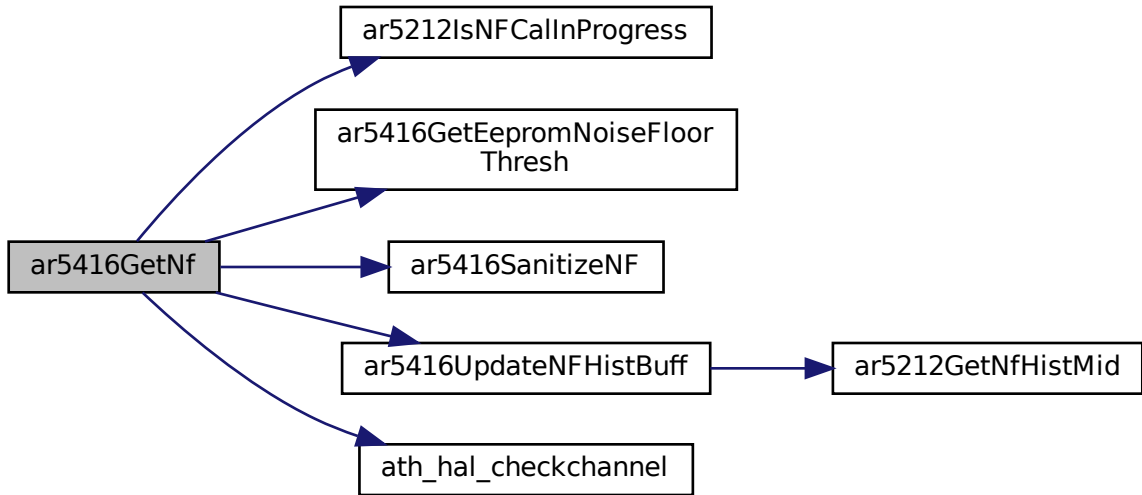 ar5212IsNFCalInProgress
ar5416GetEepromNoiseFloor
Thresh
ar5416GetNf
ar5416SanitizeNF
ar5416UpdateNFHistBuff
ar5212GetNfHistMid
ath_hal_checkchannel